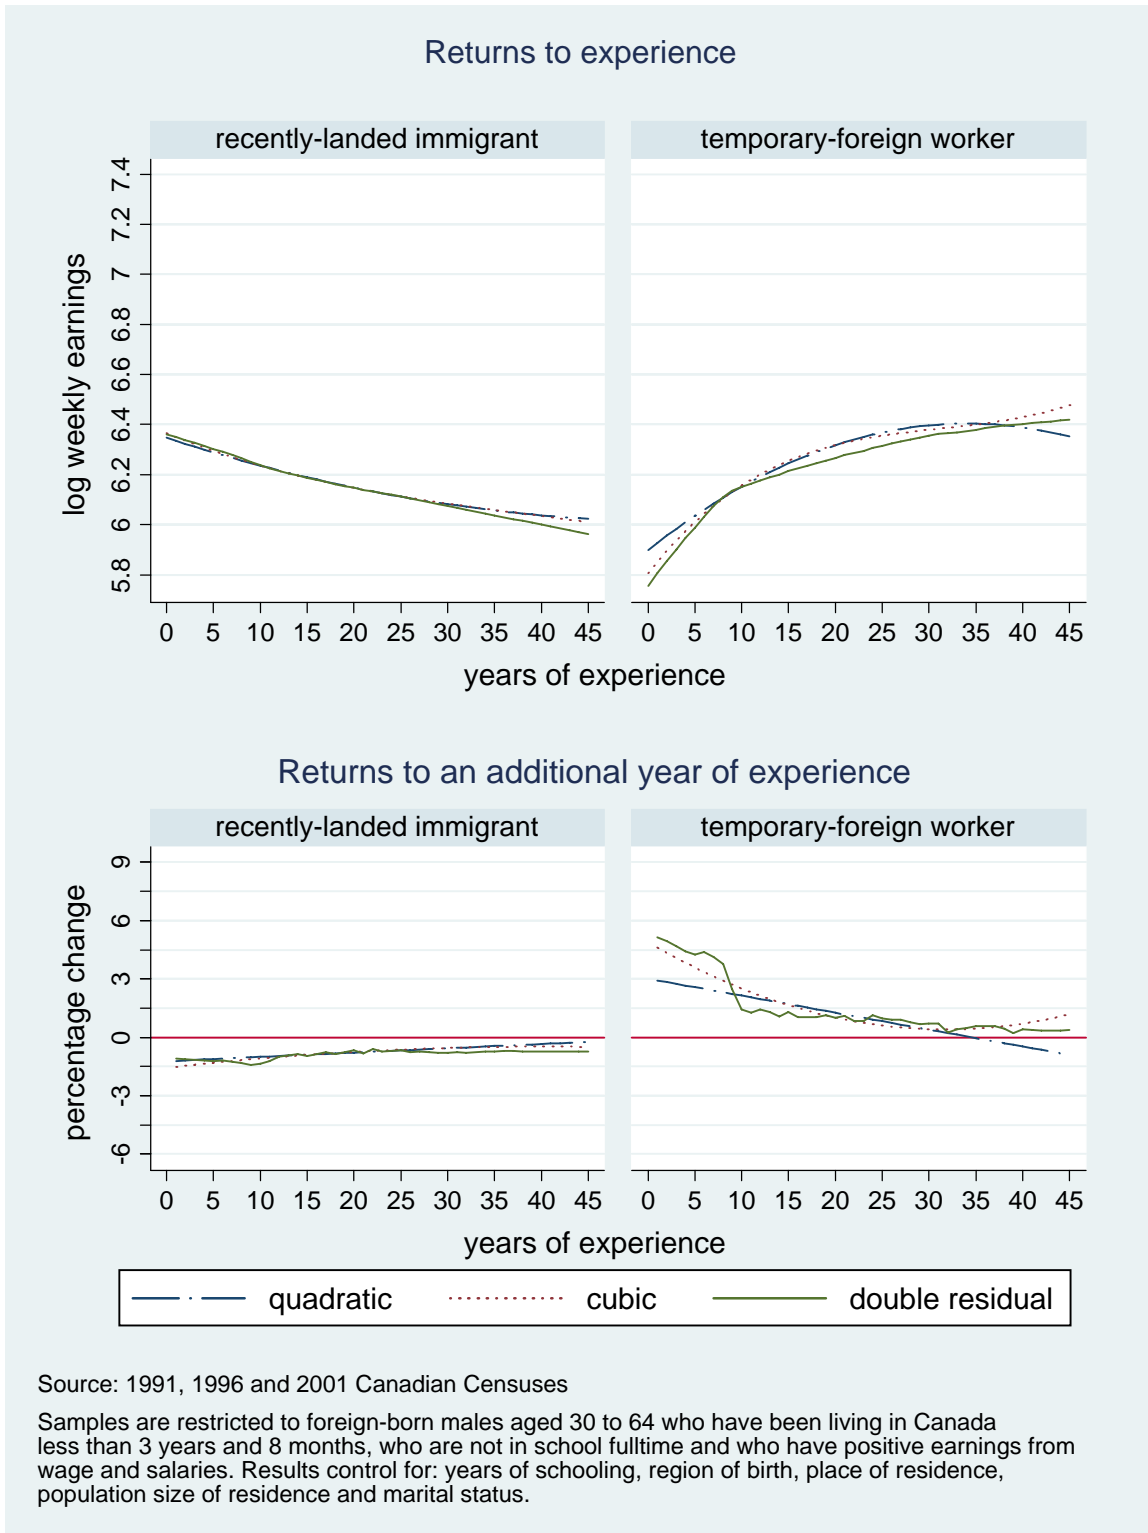 Returns to experience
recently-landed immigrant
temporary-foreign worker
log weekly earnings
7.4
7.2
7
6.8
6.6
6.4
6.2
6
5.8
0 5 10 15 20 25 30 35 40 45
0 5 10 15 20 25 30 35 40 45
years of experience
Returns to an additional year of experience
recently-landed immigrant
temporary-foreign worker
percentage change
9
6
3
0
-3
-6
0 5 10 15 20 25 30 35 40 45
0 5 10 15 20 25 30 35 40 45
years of experience
quadratic cubic double residual
Source: 1991, 1996 and 2001 Canadian Censuses
Samples are restricted to foreign-born males aged 30 to 64 who have been living in Canada
less than 3 years and 8 months, who are not in school fulltime and who have positive earnings from
wage and salaries. Results control for: years of schooling, region of birth, place of residence,
population size of residence and marital status.